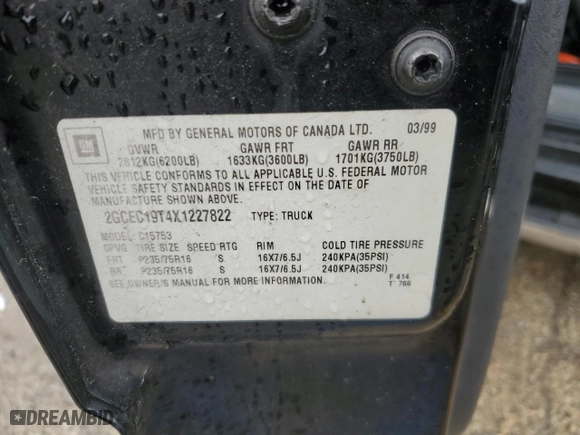 GM
MFD BY GENERAL MOTORS OF CANADA LTD. 03/99
GVWR GAWR FRT GAWR RR
2812KG(6200LB) 1633KG(3600LB) 1701KG(3750LB)
THIS VEHICLE CONFORMS TO ALL APPLICABLE U.S. FEDERAL MOTOR
VEHICLE SAFETY STANDARDS IN EFFECT ON THE DATE OF
MANUFACTURE SHOWN ABOVE.
2GCEC19T4X1227822 TYPE: TRUCK
MODEL: C15753
GPVG TIRE SIZE SPEED RTG RIM COLD TIRE PRESSURE
FRT P235/75R16 S 16X7/6.5J 240KPA(35PSI)
RR P235/75R16 S 16X7/6.5J 240KPA(35PSI)
SEE OWNER'S MANUAL FOR MORE INFORMATION.
F 414
T 766
DREAMBID